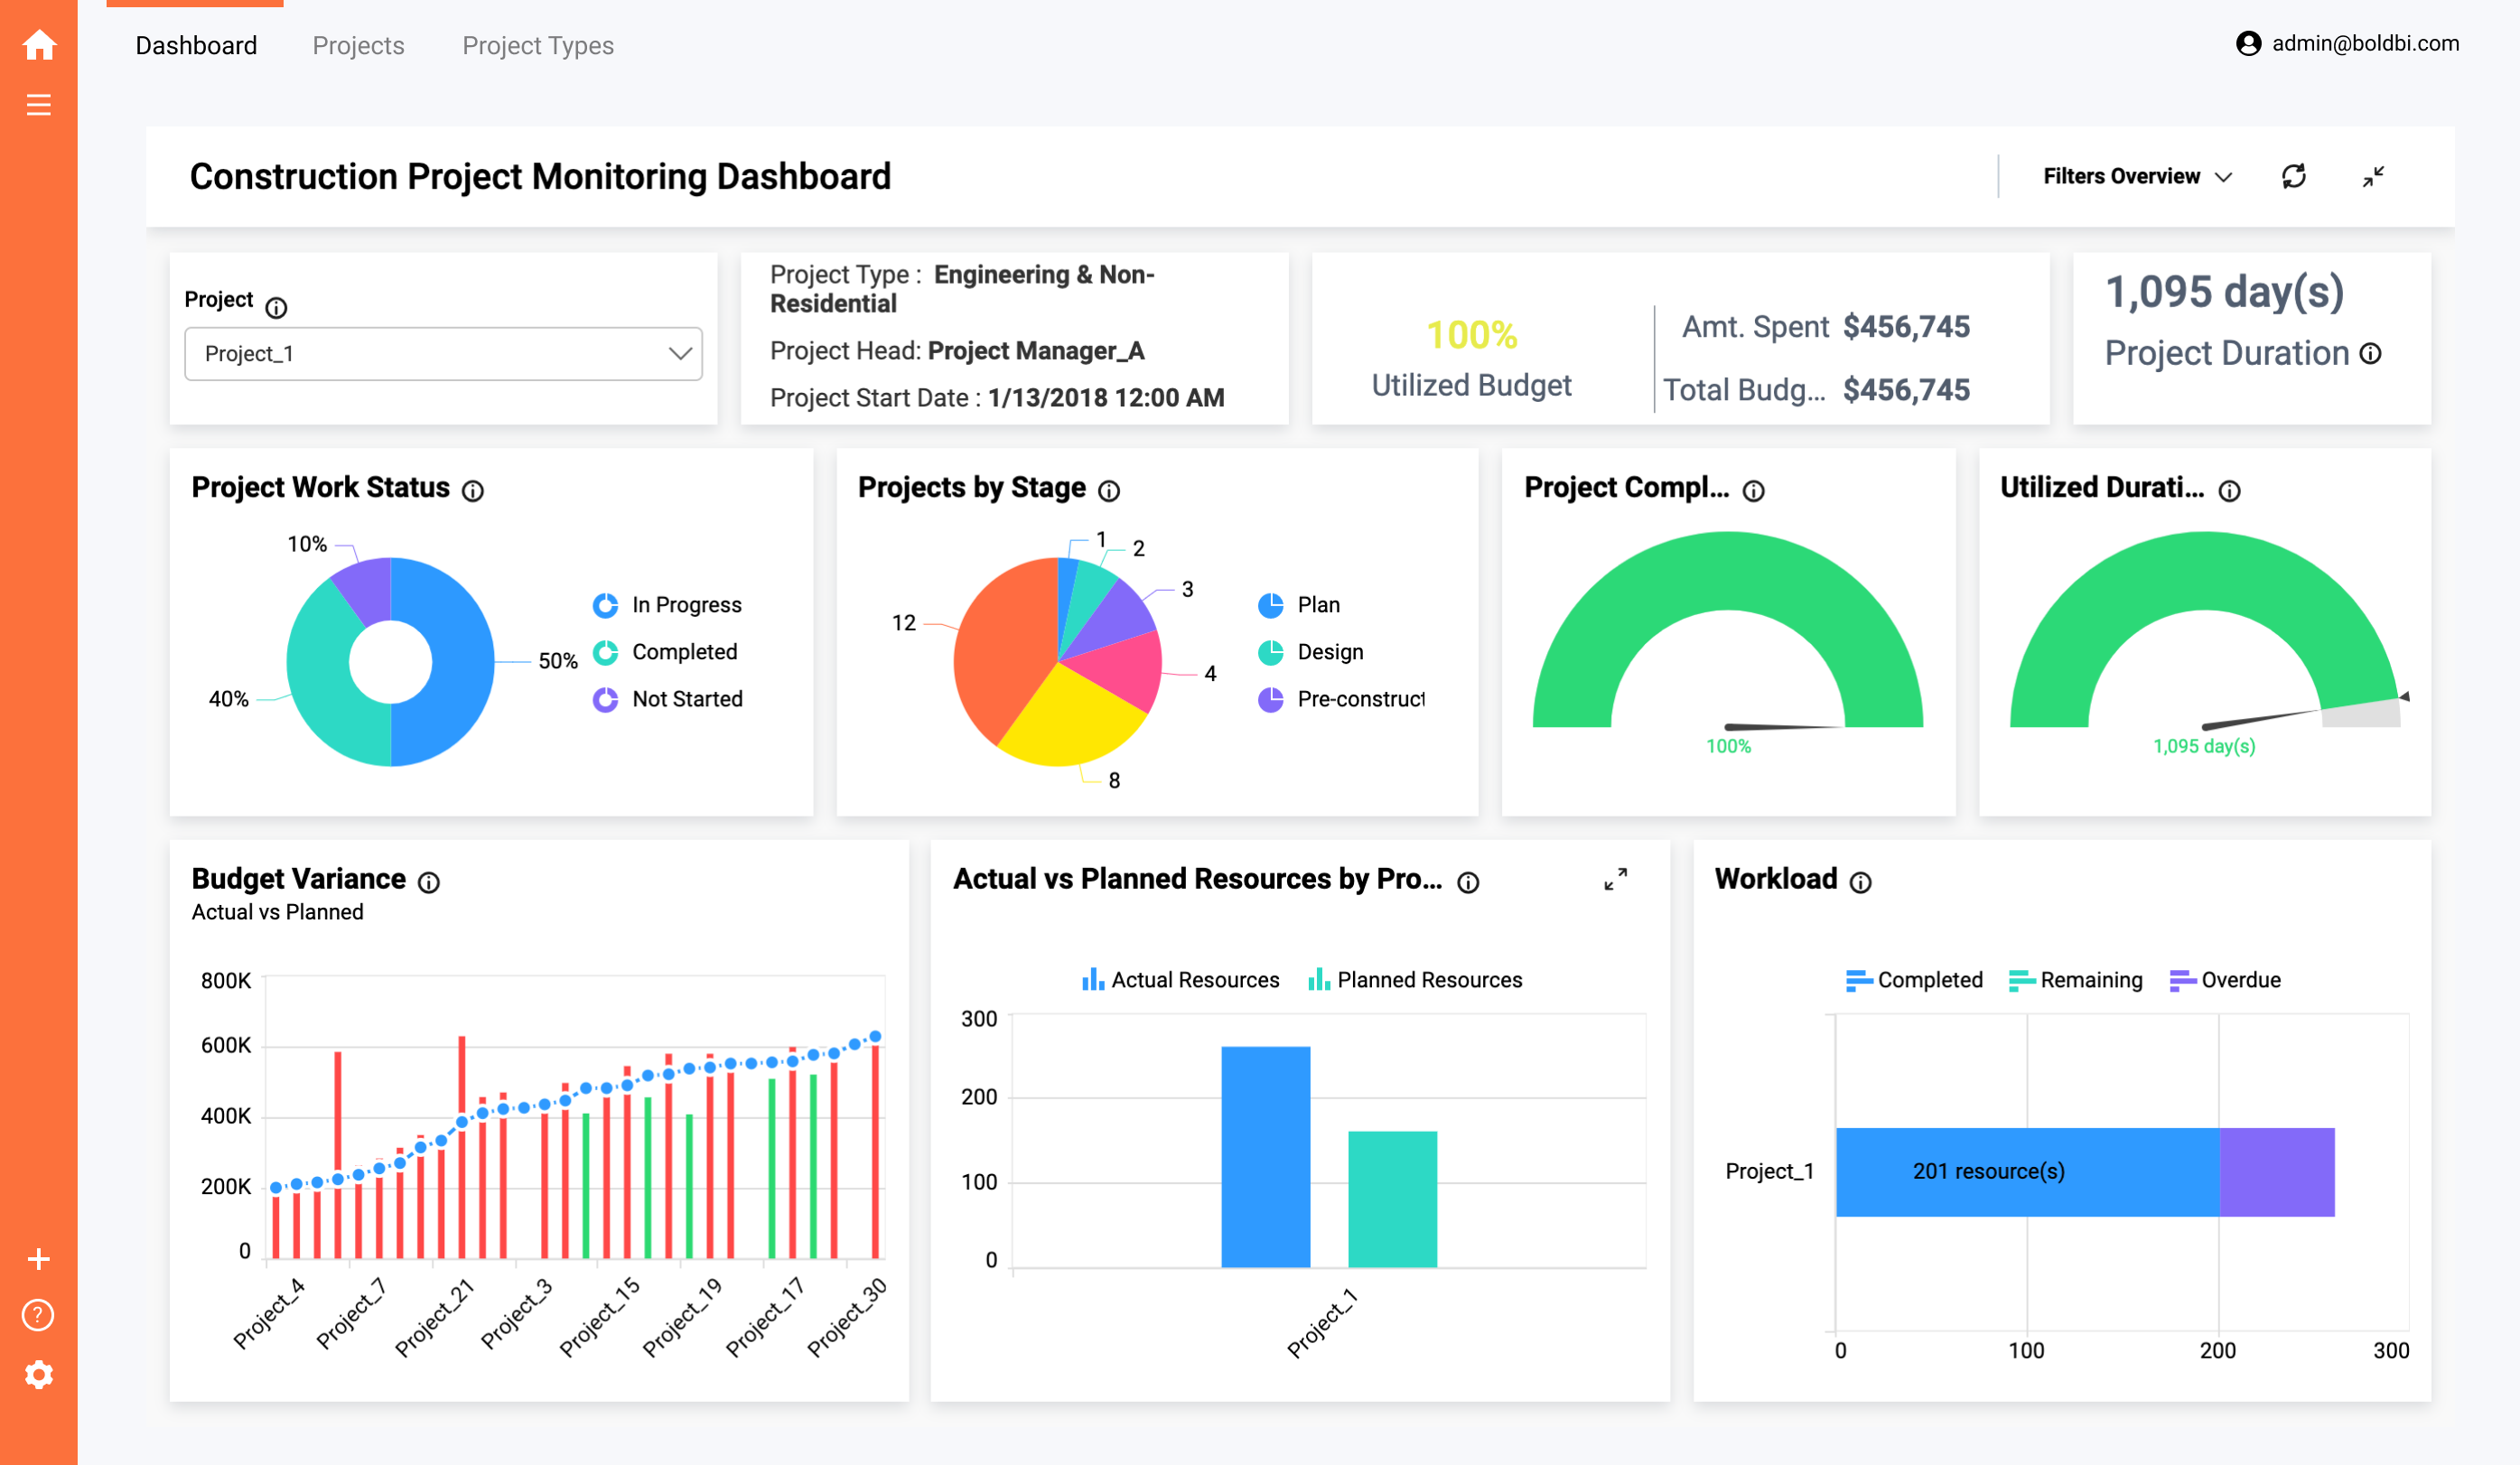 Dashboard
Projects
Project Types
admin@boldbi.com
Construction Project Monitoring Dashboard
Filters Overview
Project
Project_1
Project Type : Engineering & Non-
Residential
Project Head: Project Manager_A
Project Start Date : 1/13/2018 12:00 AM
100%
Utilized Budget
Amt. Spent $456,745
Total Budg... $456,745
1,095 day(s)
Project Duration
Project Work Status
10%
50%
40%
In Progress
Completed
Not Started
Projects by Stage
1
2
3
4
8
12
Plan
Design
Pre-construct
Project Compl...
100%
Utilized Durati...
1,095 day(s)
Budget Variance
Actual vs Planned
800K
600K
400K
200K
0
Project_4
Project_7
Project_21
Project_3
Project_15
Project_19
Project_17
Project_30
Actual vs Planned Resources by Pro...
Actual Resources
Planned Resources
300
200
100
0
Project_1
Workload
Completed
Remaining
Overdue
Project_1
201 resource(s)
0
100
200
300
?